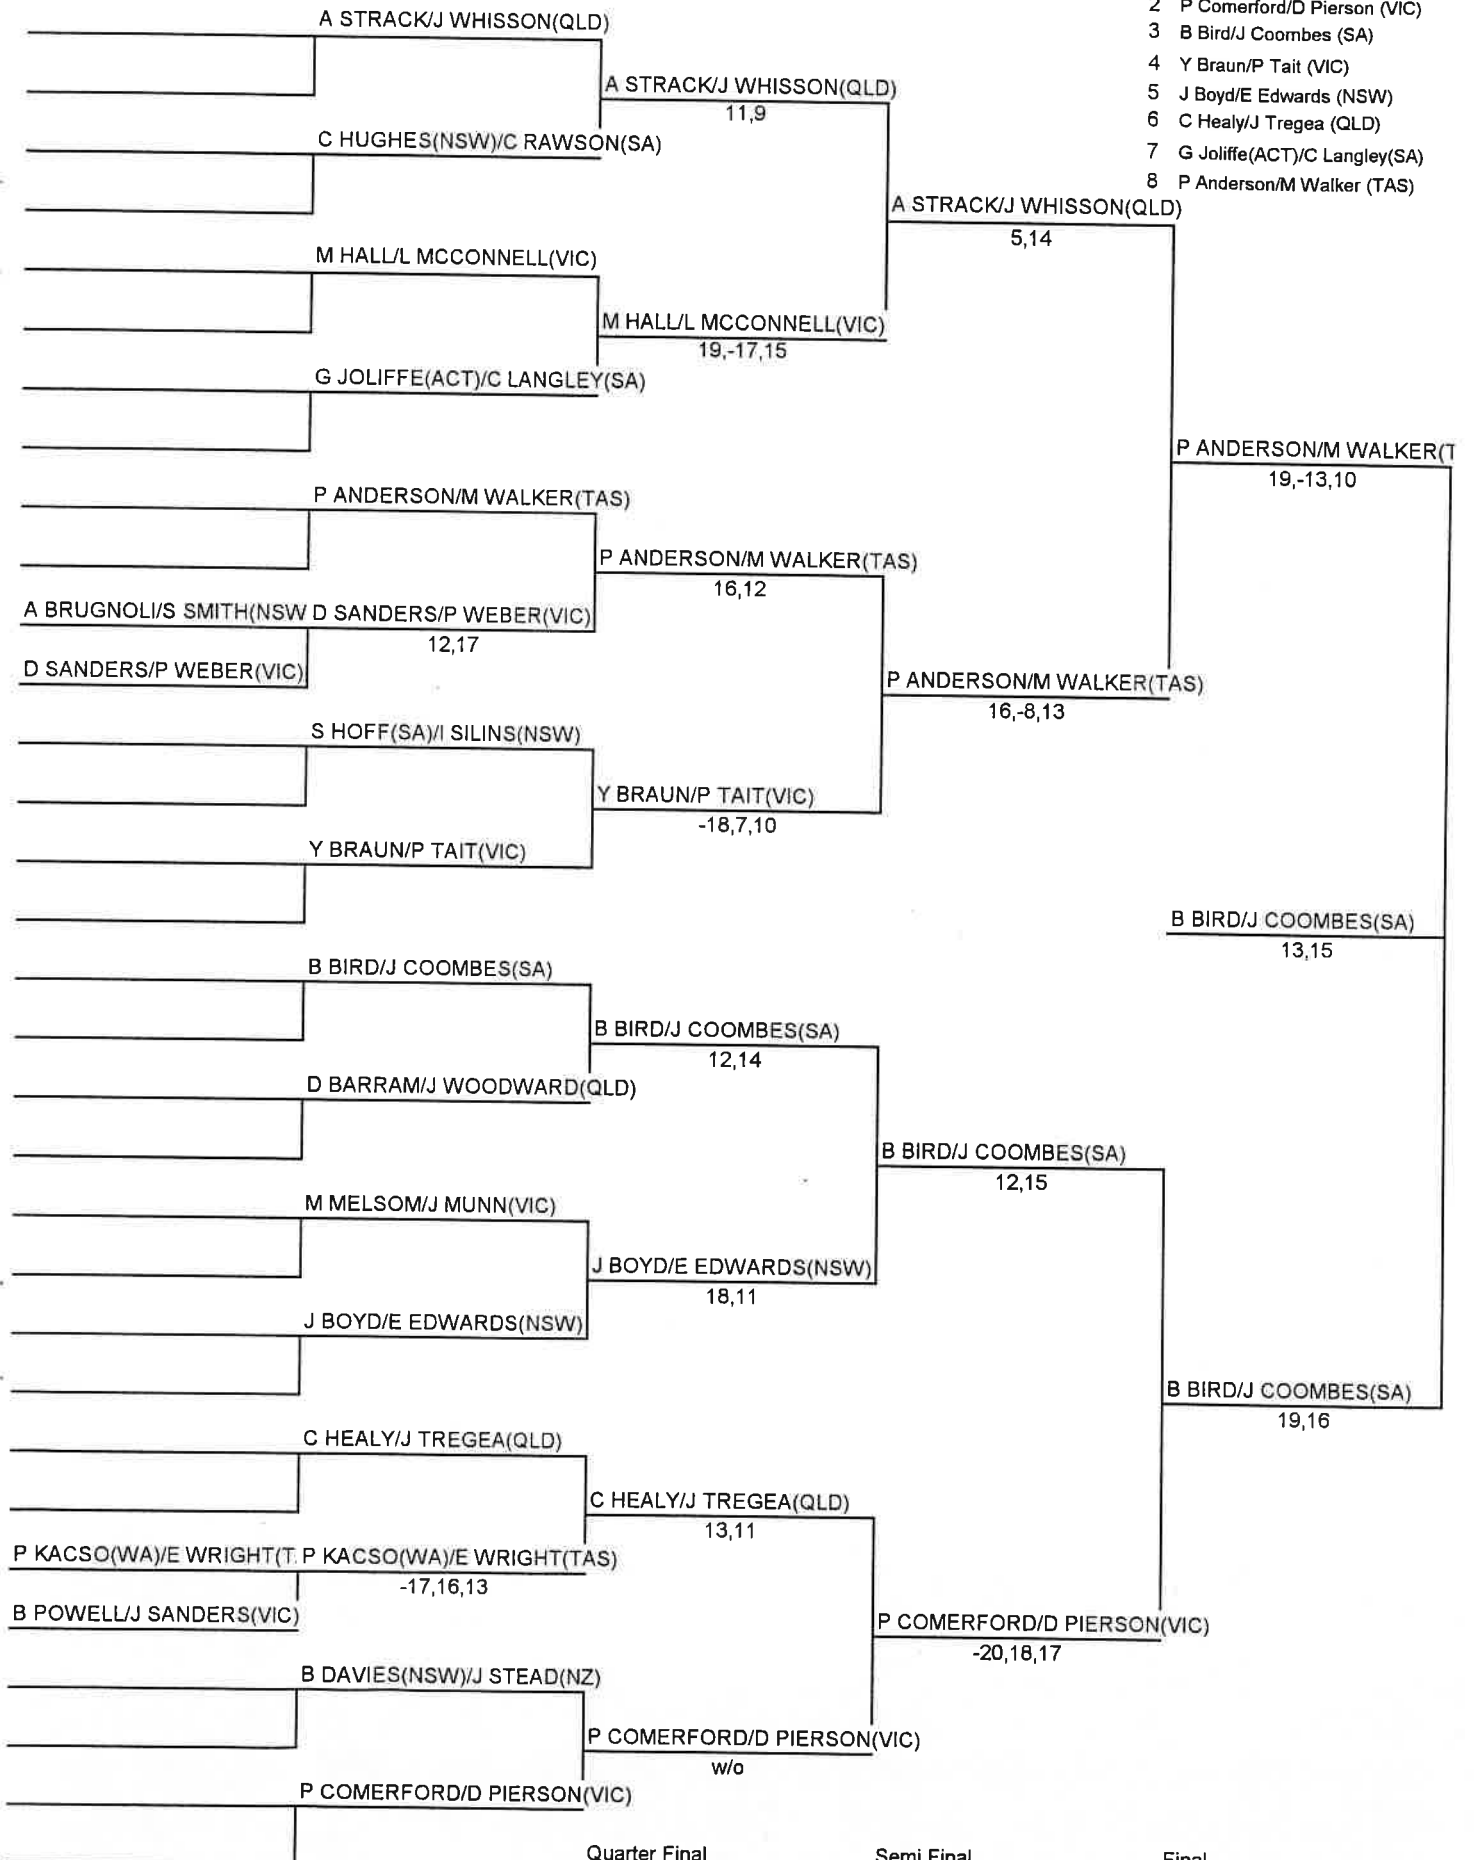 A STRACK/J WHISSON(QLD)
2 P Comerford/D Pierson (VIC)
3 B Bird/J Coombes (SA)
4 Y Braun/P Tait (VIC)
5 J Boyd/E Edwards (NSW)
6 C Healy/J Tregea (QLD)
7 G Joliffe(ACT)/C Langley(SA)
8 P Anderson/M Walker (TAS)
A STRACK/J WHISSON(QLD)
11,9
C HUGHES(NSW)/C RAWSON(SA)
A STRACK/J WHISSON(QLD)
5,14
M HALL/L MCCONNELL(VIC)
M HALL/L MCCONNELL(VIC)
19,-17,15
G JOLIFFE(ACT)/C LANGLEY(SA)
P ANDERSON/M WALKER(T
19,-13,10
P ANDERSON/M WALKER(TAS)
P ANDERSON/M WALKER(TAS)
16,12
A BRUGNOLI/S SMITH(NSW D SANDERS/P WEBER(VIC)
12,17
D SANDERS/P WEBER(VIC)
P ANDERSON/M WALKER(TAS)
16,-8,13
S HOFF(SA)/I SILINS(NSW)
Y BRAUN/P TAIT(VIC)
-18,7,10
Y BRAUN/P TAIT(VIC)
B BIRD/J COOMBES(SA)
13,15
B BIRD/J COOMBES(SA)
B BIRD/J COOMBES(SA)
12,14
D BARRAM/J WOODWARD(QLD)
B BIRD/J COOMBES(SA)
12,15
M MELSOM/J MUNN(VIC)
J BOYD/E EDWARDS(NSW)
18,11
J BOYD/E EDWARDS(NSW)
B BIRD/J COOMBES(SA)
19,16
C HEALY/J TREGEA(QLD)
C HEALY/J TREGEA(QLD)
13,11
P KACSO(WA)/E WRIGHT(T. P KACSO(WA)/E WRIGHT(TAS)
-17,16,13
B POWELL/J SANDERS(VIC)
P COMERFORD/D PIERSON(VIC)
-20,18,17
B DAVIES(NSW)/J STEAD(NZ)
P COMERFORD/D PIERSON(VIC)
w/o
P COMERFORD/D PIERSON(VIC)
Quarter Final Semi Final Final